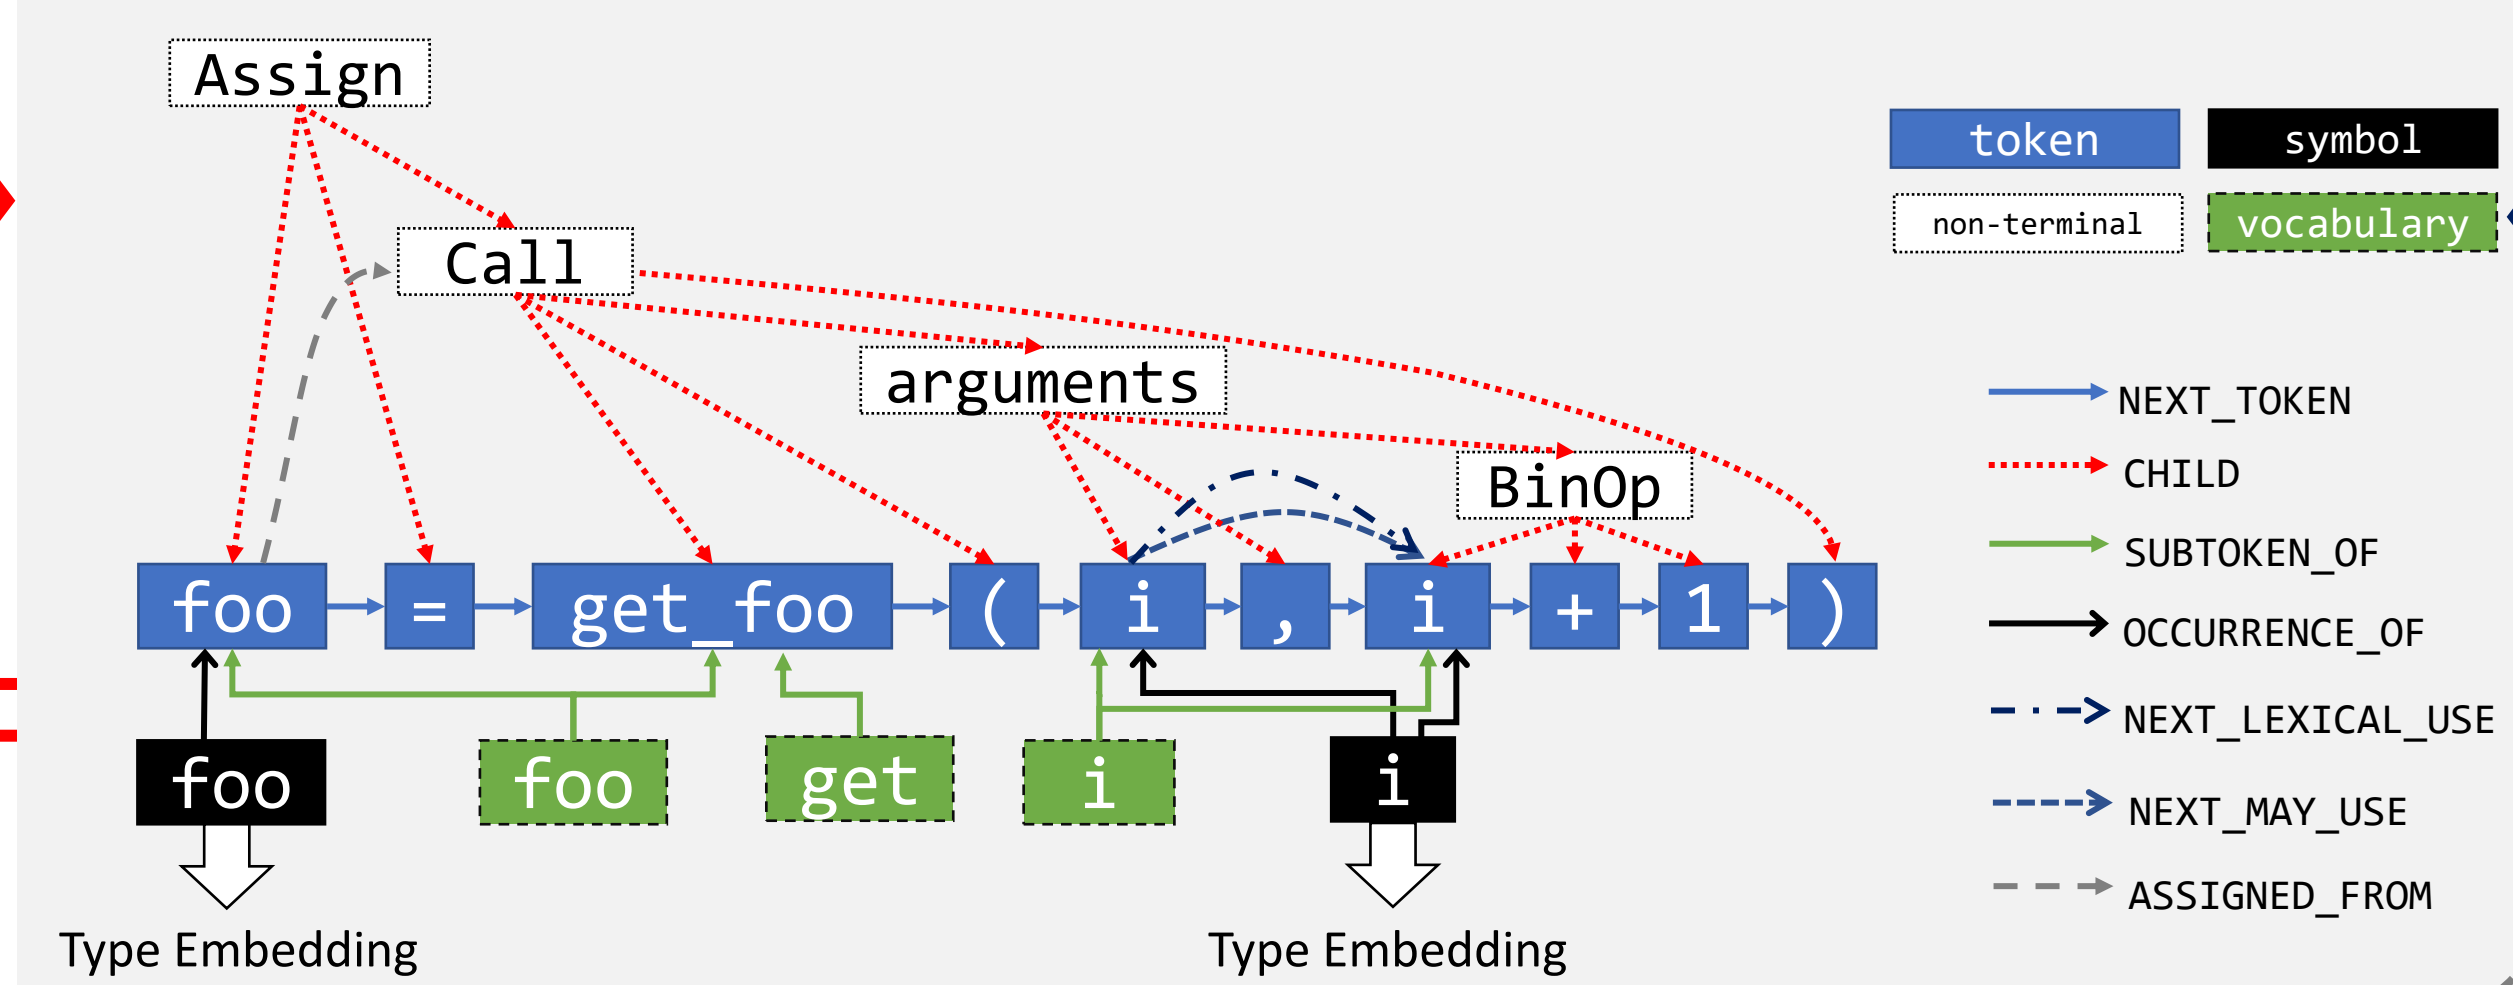 Assign
token
symbol
non-terminal
vocabulary
Call
arguments
NEXT_TOKEN
CHILD
BinOp
SUBTOKEN_OF
foo = get_foo ( i , i + 1 )
OCCURRENCE_OF
NEXT_LEXICAL_USE
foo
foo
get
i
i
NEXT_MAY_USE
ASSIGNED_FROM
Type Embedding
Type Embedding